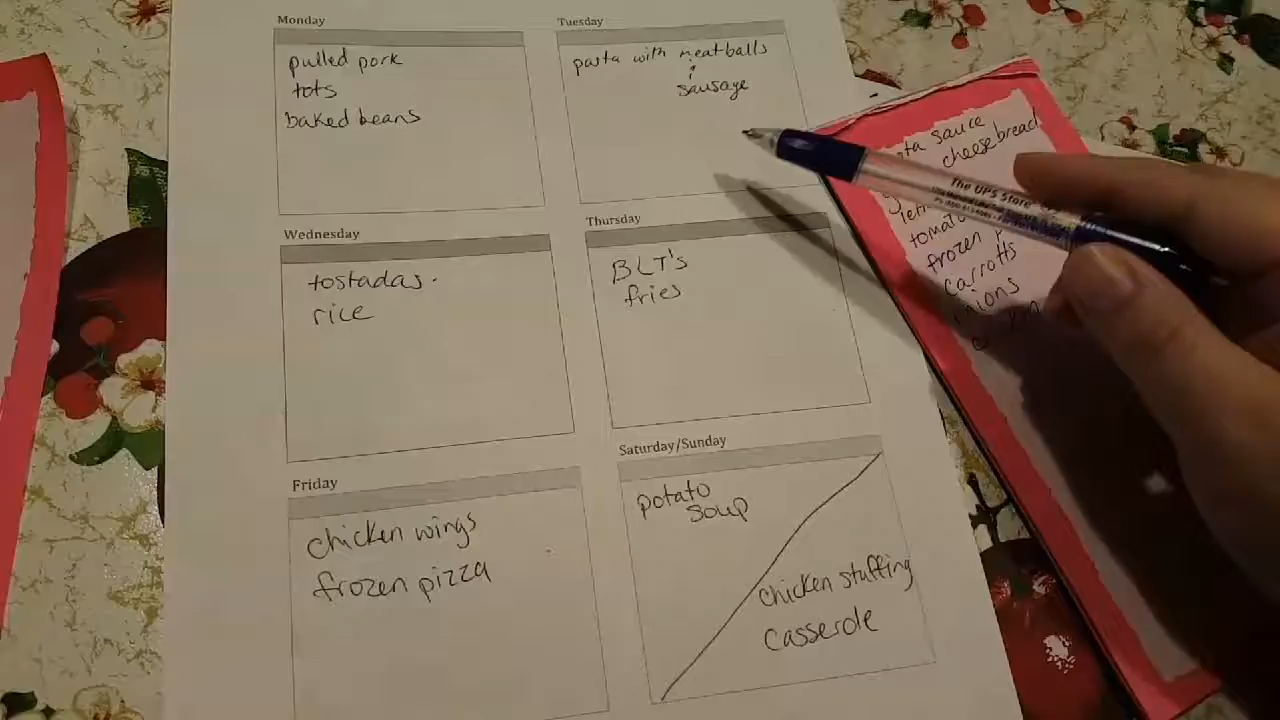 Monday
pulled pork
tots
baked beans
Tuesday
pasta with meatballs
&
sausage
Wednesday
tostadas.
rice
Thursday
BLT's
fries
Friday
chicken wings
frozen pizza
Saturday/Sunday
potato
soup
chicken stuffing
casserole
sauce
cheesebread
frozen
carrotts
The UPS Store